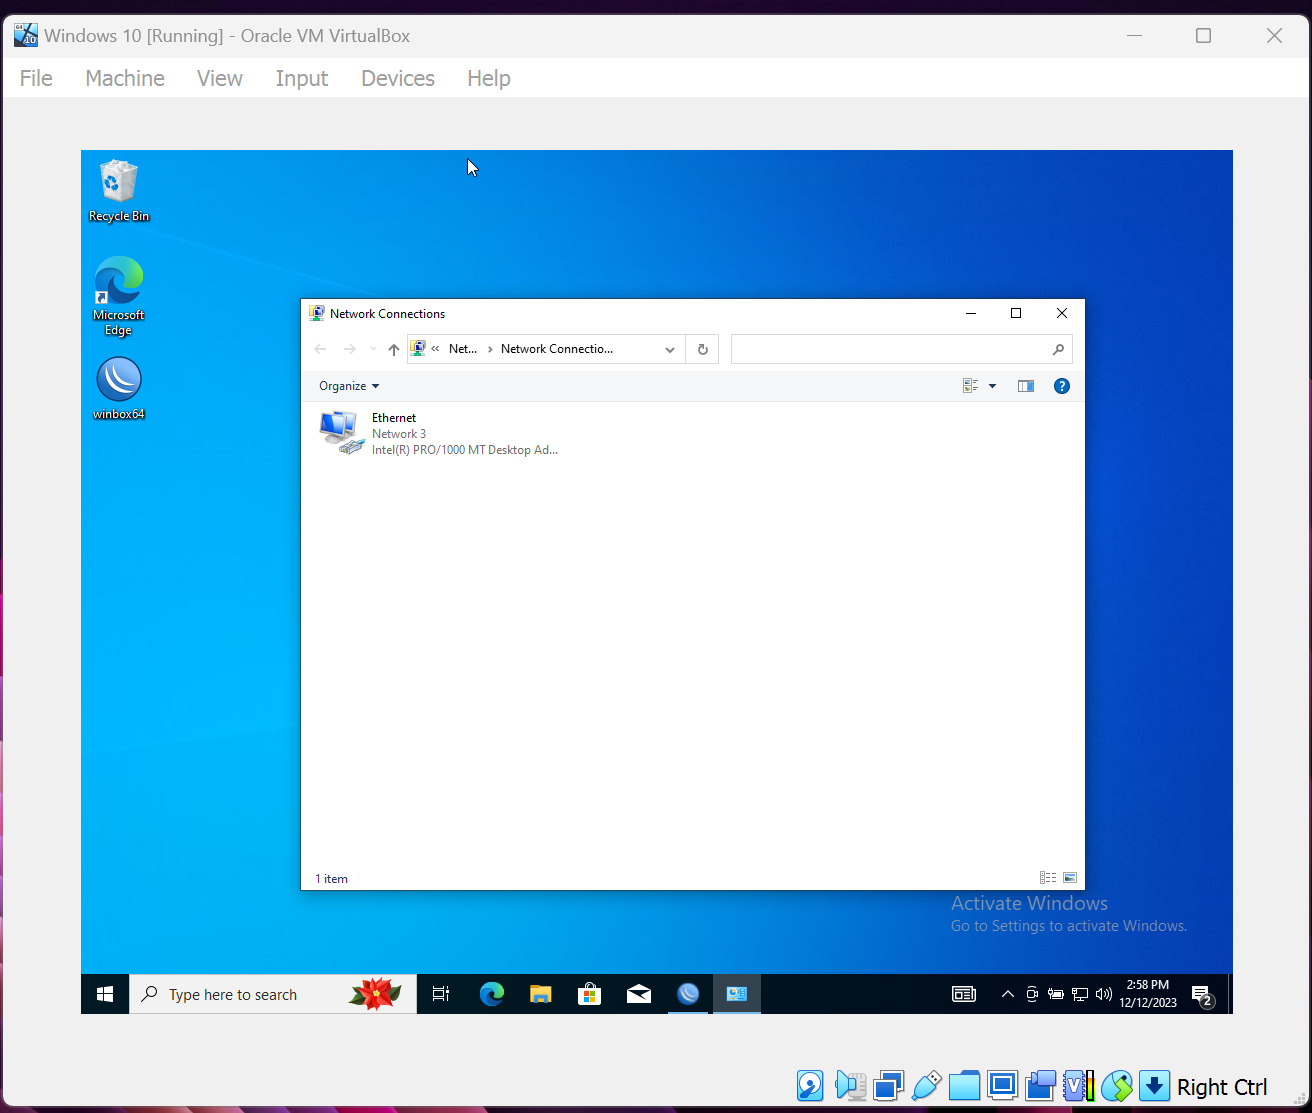 Windows 10 [Running] - Oracle VM VirtualBox
File Machine View Input Devices Help
Recycle Bin
Microsoft
Edge
winbox64
Network Connections
« Net... › Network Connectio...
Organize
Ethernet
Network 3
Intel(R) PRO/1000 MT Desktop Ad...
1 item
Activate Windows
Go to Settings to activate Windows.
Type here to search
2:58 PM
12/12/2023
2
Right Ctrl